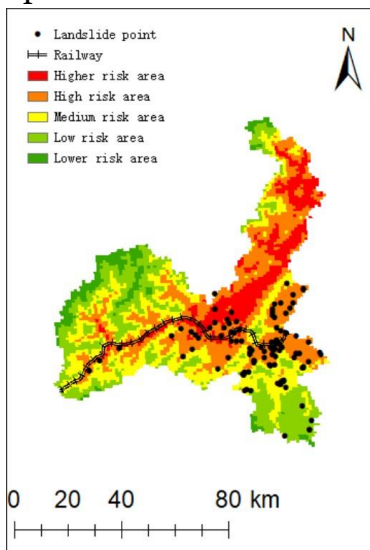 Landslide point
Railway
Higher risk area
High risk area
Medium risk area
Low risk area
Lower risk area
N
0 20 40 80 km